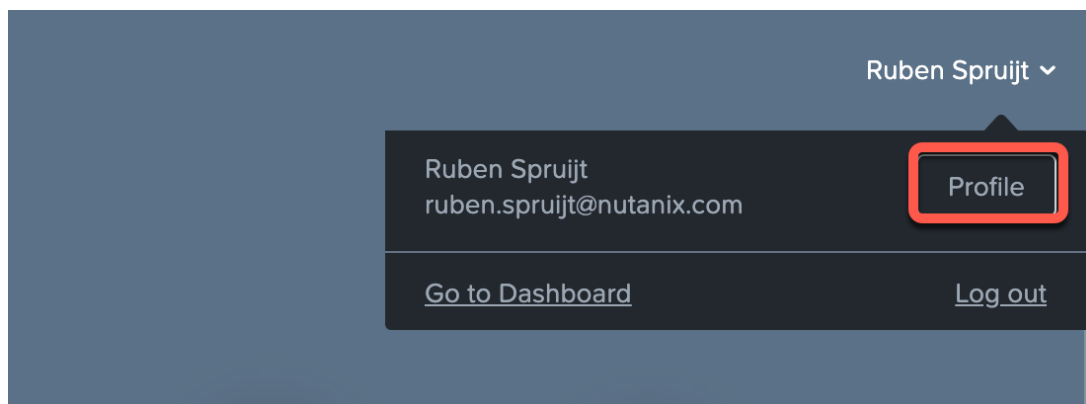 Ruben Spruijt
Ruben Spruijt
Profile
ruben.spruijt@nutanix.com
Go to Dashboard
Log out